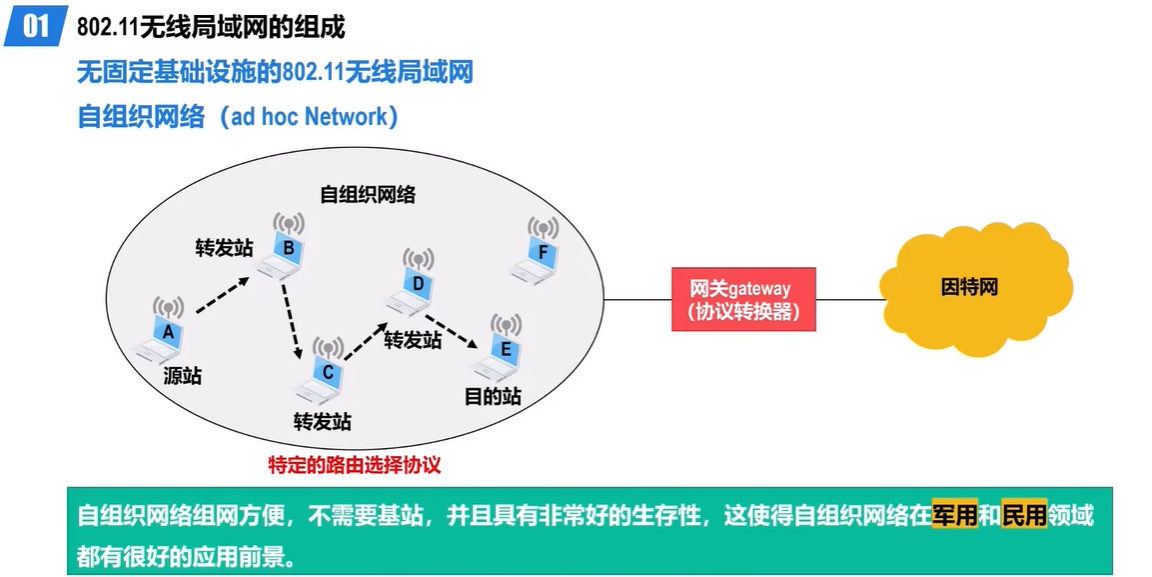 01
802.11无线局域网的组成
无固定基础设施的802.11无线局域网
自组织网络（ad hoc Network）
自组织网络
转发站
B
F
D
A
转发站
E
源站
C
目的站
转发站
特定的路由选择协议
网关gateway
（协议转换器）
因特网
自组织网络组网方便，不需要基站，并且具有非常好的生存性，这使得自组织网络在军用和民用领域
都有很好的应用前景。